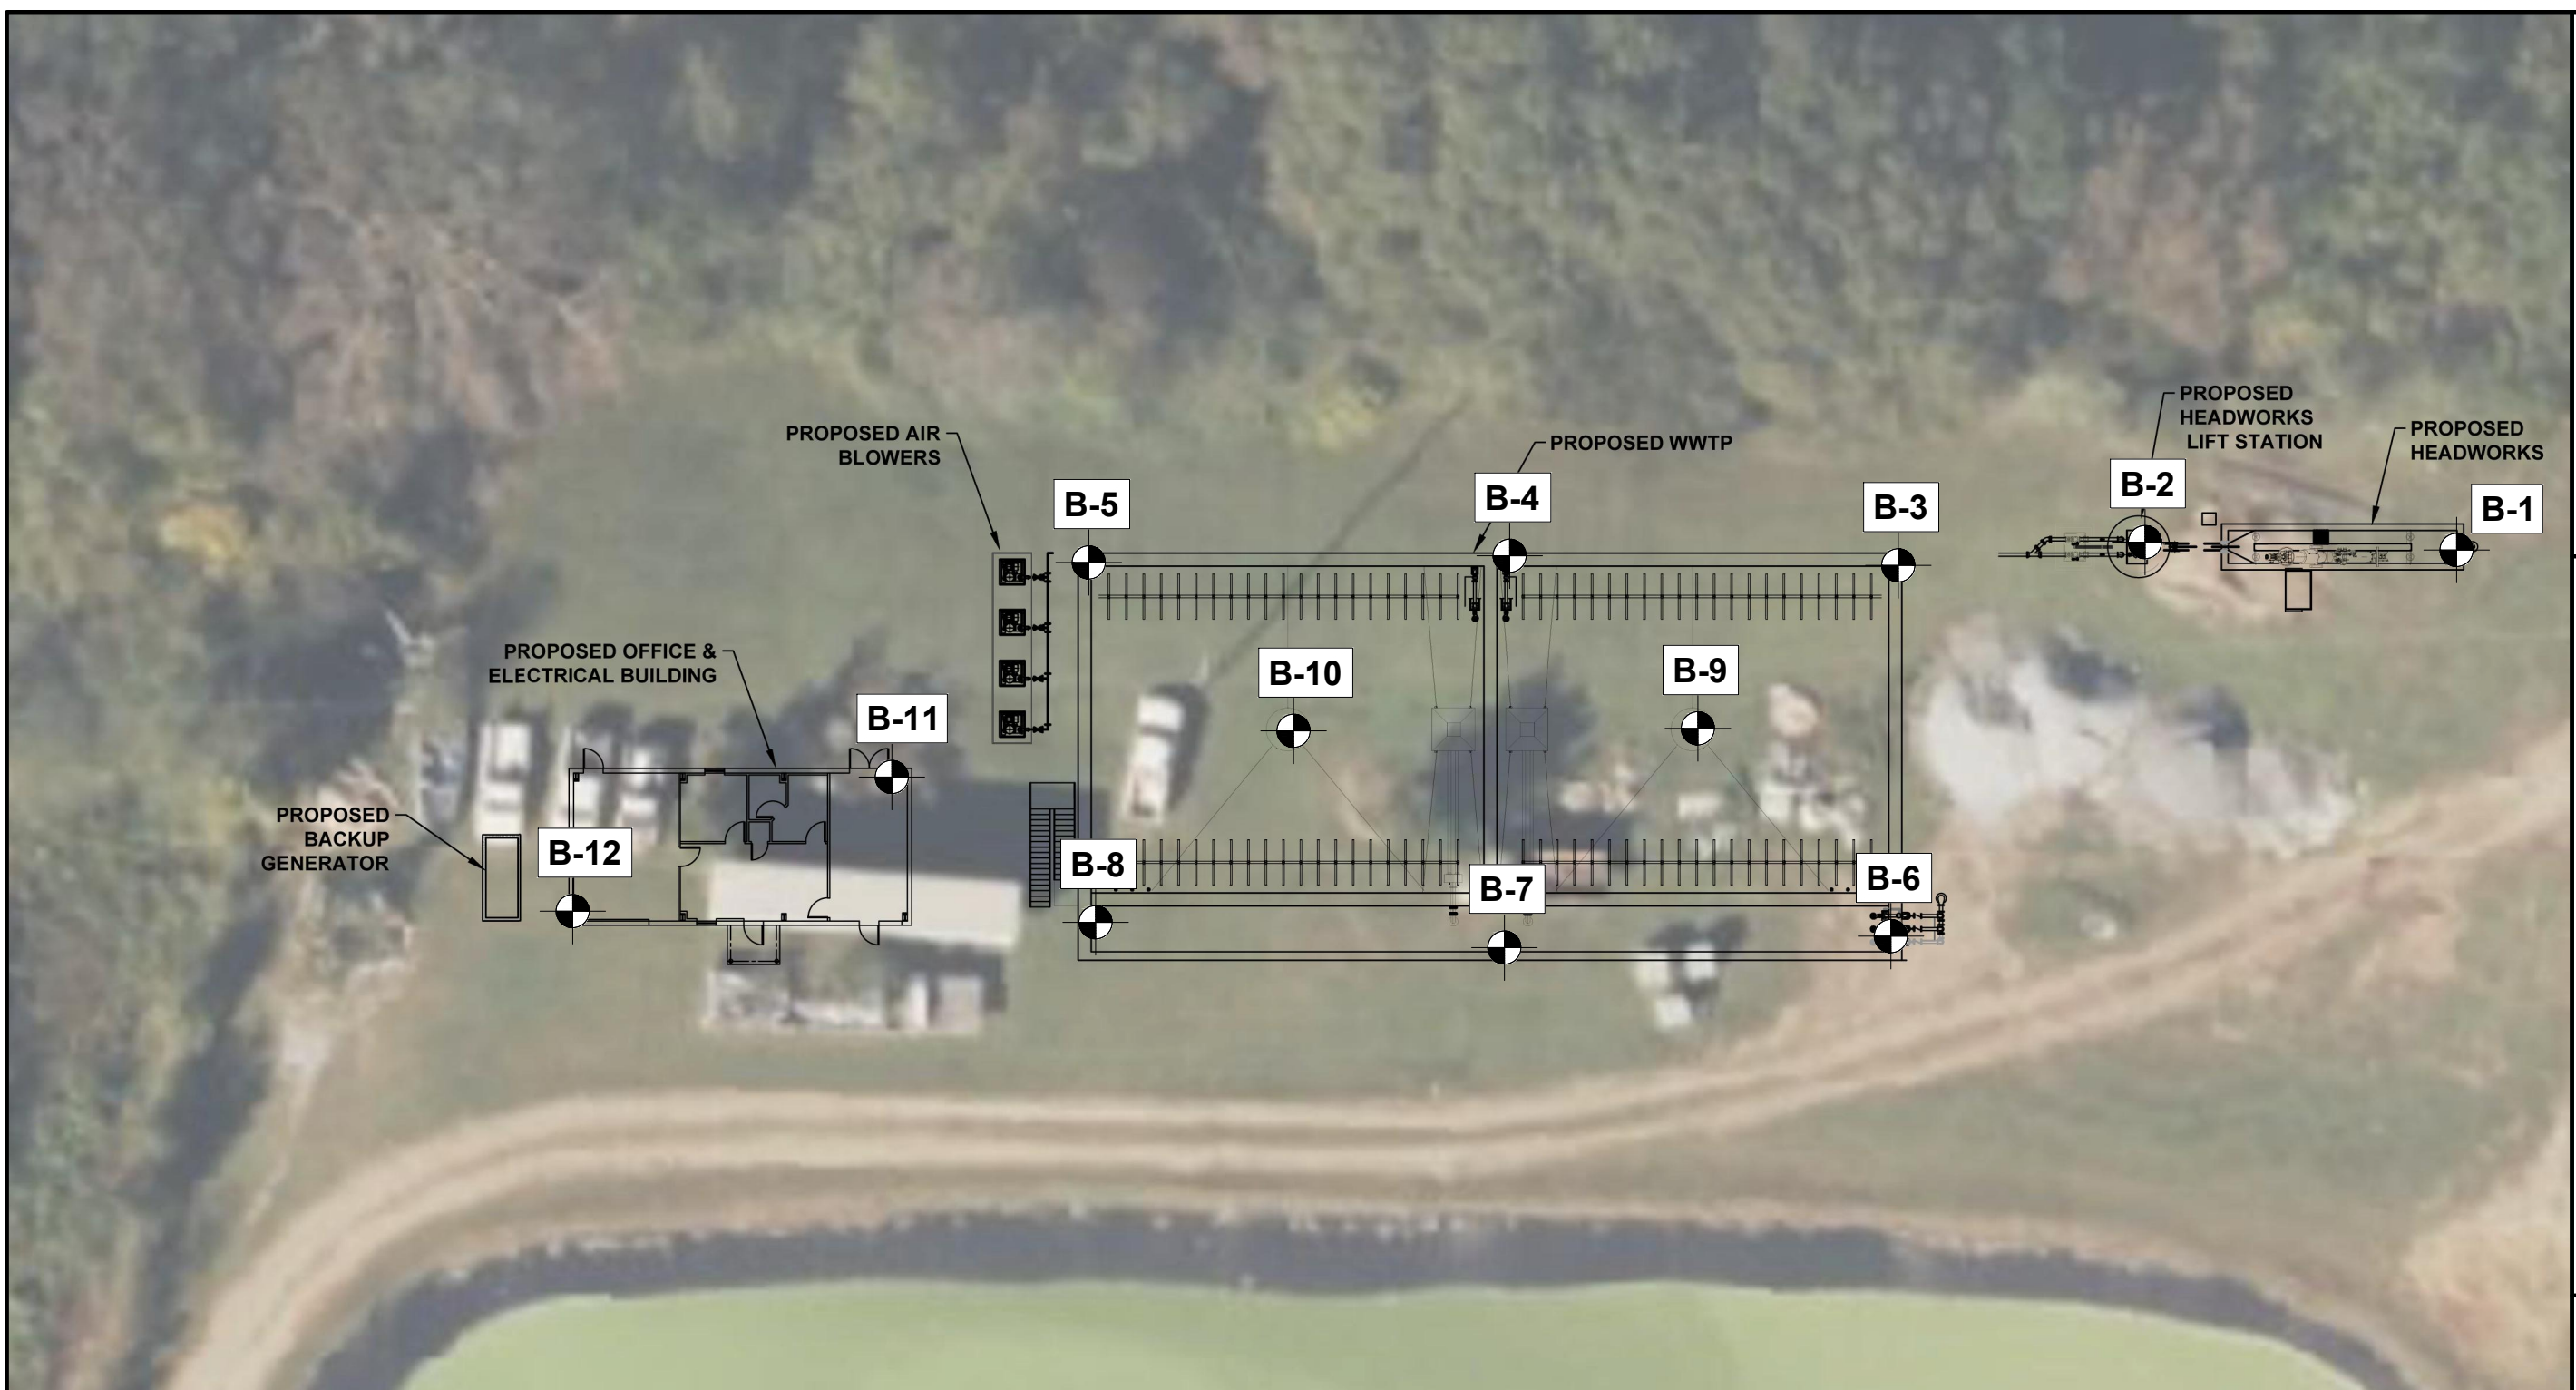 PROPOSED
HEADWORKS
LIFT STATION
PROPOSED
HEADWORKS
PROPOSED AIR
BLOWERS
PROPOSED WWTP
B-5
B-4
B-3
B-2
B-1
PROPOSED OFFICE &
ELECTRICAL BUILDING
B-10
B-9
B-11
PROPOSED
BACKUP
GENERATOR
B-12
B-8
B-7
B-6